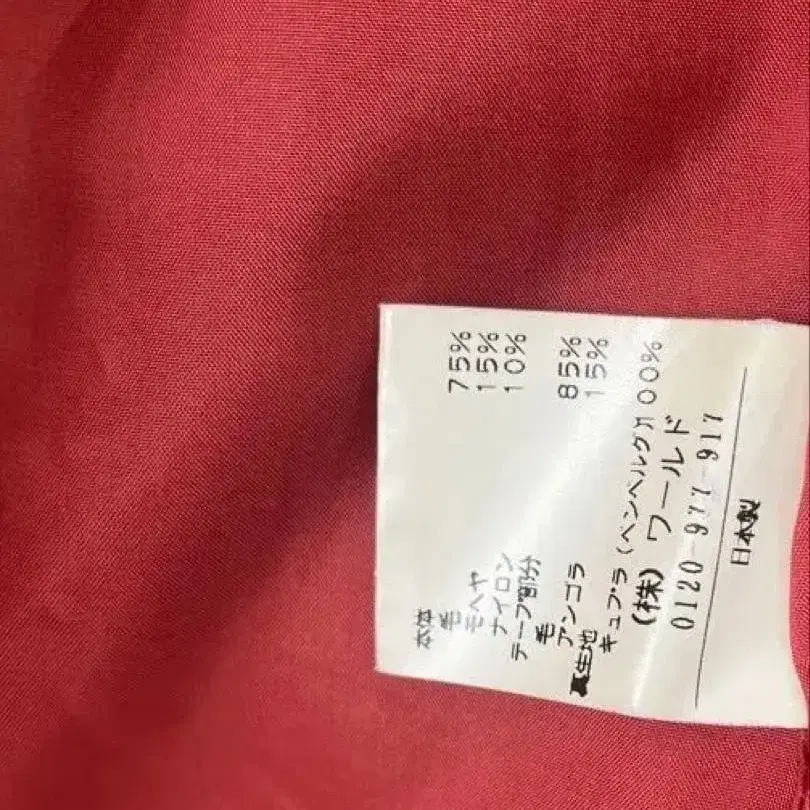 本体
毛 75%
モヘヤ 15%
ナイロン 10%
テープ部分
毛 85%
アンゴラ 15%
裏生地
キュプラ(ベンベルグ)100%
(株)ワールド
0120-977-917
日本製